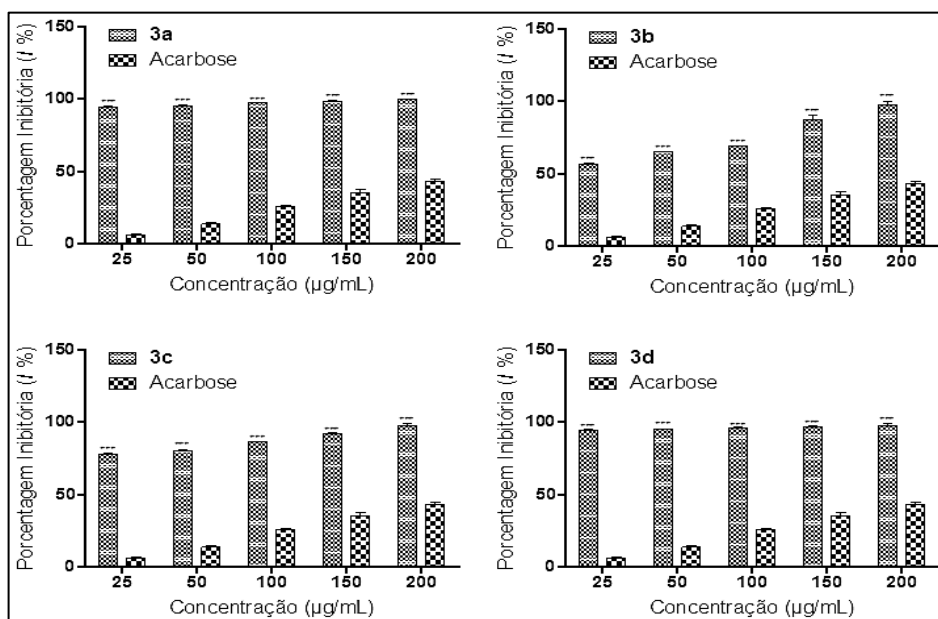 Porcentagem Inibitória (I %)
150
100
50
0
3a
Acarbose
25 50 100 150 200
Concentração (µg/mL)
Porcentagem Inibitória (I %)
150
100
50
0
3b
Acarbose
25 50 100 150 200
Concentração (µg/mL)
Porcentagem Inibitória (I %)
150
100
50
0
3c
Acarbose
25 50 100 150 200
Concentração (µg/mL)
Porcentagem Inibitória (I %)
150
100
50
0
3d
Acarbose
25 50 100 150 200
Concentração (µg/mL)